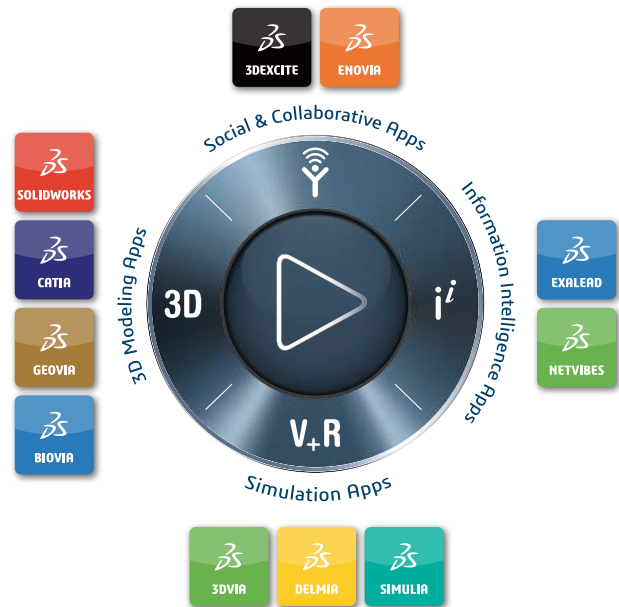 3DEXCITE
ENOVIA
Social & Collaborative Apps
SOLIDWORKS
CATIA
GEOVIA
BIOVIA
3D Modeling Apps
3D
i i
V+R
Information Intelligence Apps
EXALEAD
NETVIBES
Simulation Apps
3DVIA
DELMIA
SIMULIA